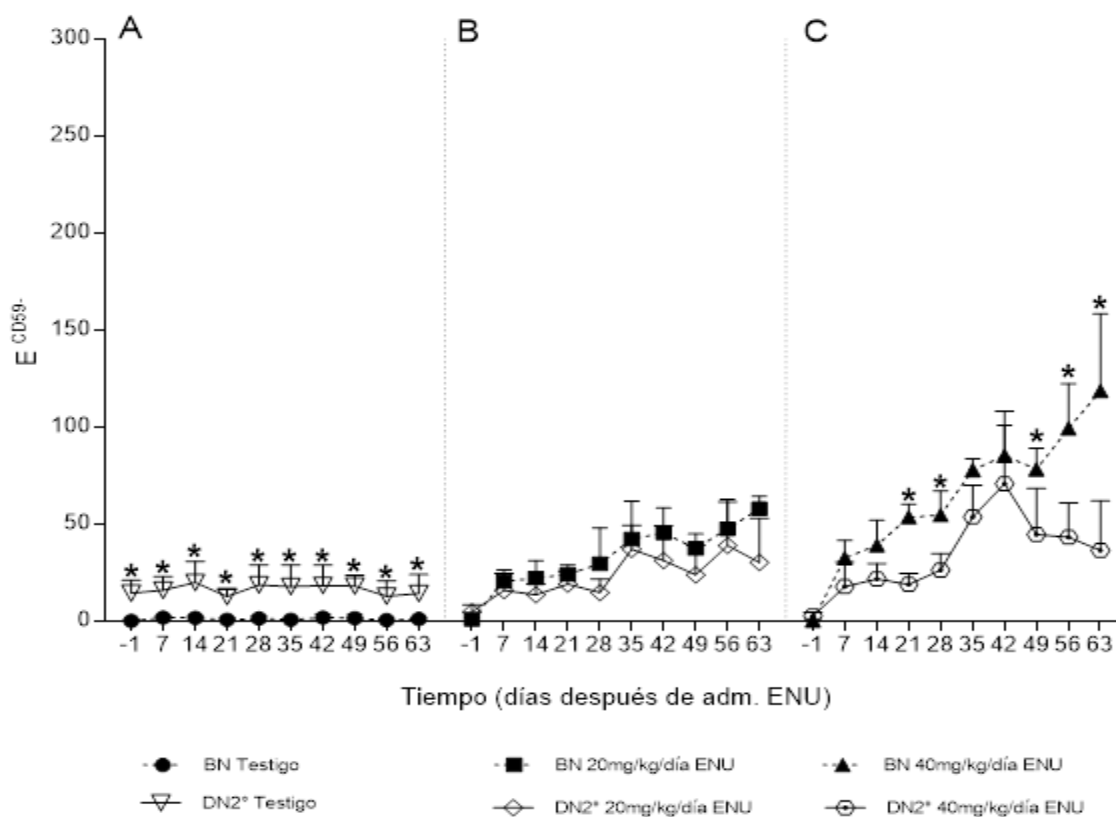 A B C
300
250
200
150
100
50
0
E CD59-
* * * * * * * * * *
* * * * *
-1 7 14 21 28 35 42 49 56 63 -1 7 14 21 28 35 42 49 56 63 -1 7 14 21 28 35 42 49 56 63
Tiempo (días después de adm. ENU)
BN Testigo BN 20mg/kg/día ENU BN 40mg/kg/día ENU
DN2° Testigo DN2° 20mg/kg/día ENU DN2° 40mg/kg/día ENU